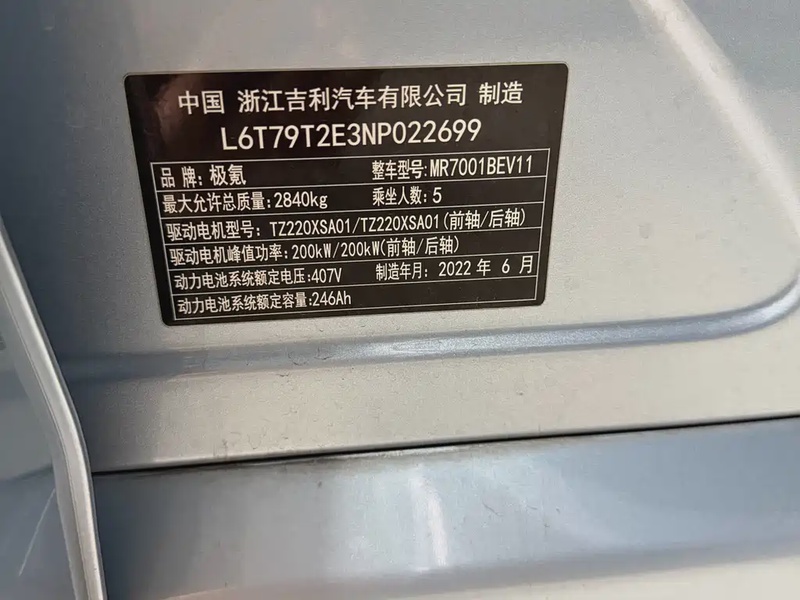 中国 浙江吉利汽车有限公司 制造
L6T79T2E3NP022699
品牌:极氪 整车型号:MR7001BEV11
最大允许总质量:2840kg 乘坐人数:5
驱动电机型号:TZ220XSA01/TZ220XSA01(前轴/后轴)
驱动电机峰值功率:200kW/200kW(前轴/后轴)
动力电池系统额定电压:407V 制造年月:2022 年 6 月
动力电池系统额定容量:246Ah